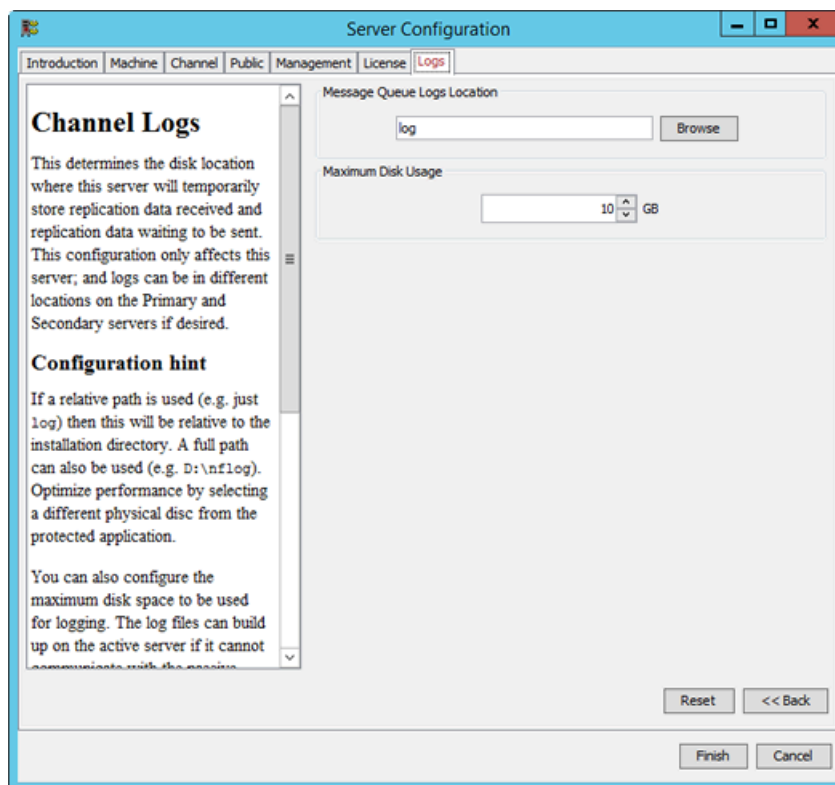 Server Configuration
Introduction Machine Channel Public Management License Logs
Channel Logs
This determines the disk location
where this server will temporarily
store replication data received and
replication data waiting to be sent.
This configuration only affects this
server; and logs can be in different
locations on the Primary and
Secondary servers if desired.
Configuration hint
If a relative path is used (e.g. just
log) then this will be relative to the
installation directory. A full path
can also be used (e.g. D:\nflog).
Optimize performance by selecting
a different physical disc from the
protected application.
You can also configure the
maximum disk space to be used
for logging. The log files can build
up on the active server if it cannot
communicate with the passive
Message Queue Logs Location
log Browse
Maximum Disk Usage
10 GB
Reset << Back
Finish Cancel